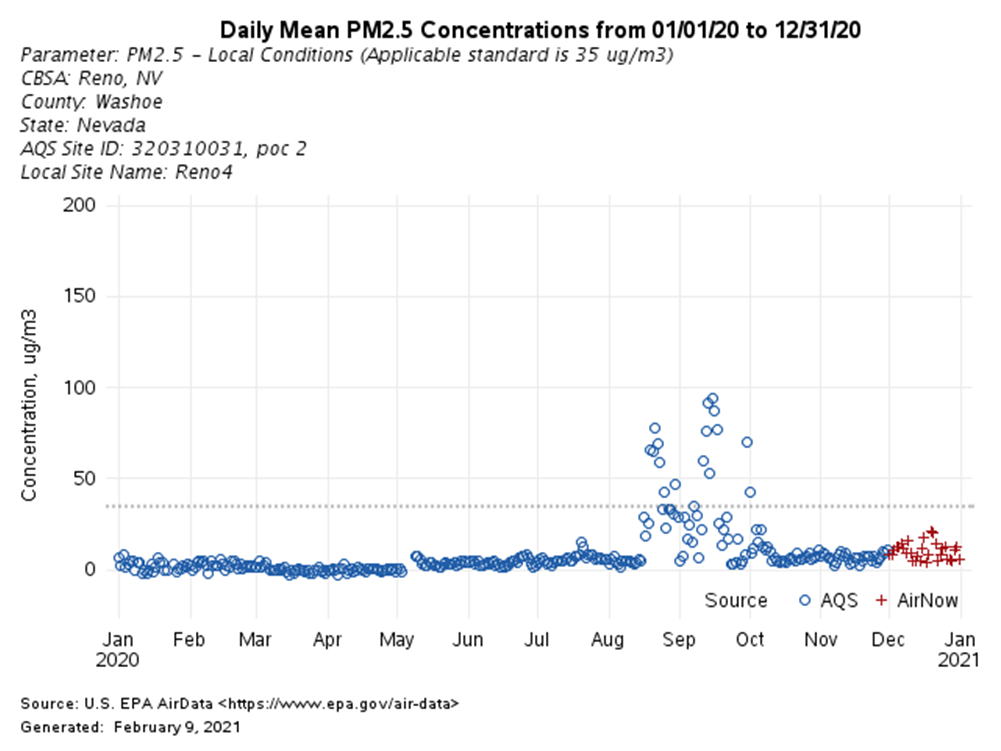 Daily Mean PM2.5 Concentrations from 01/01/20 to 12/31/20
Parameter: PM2.5 – Local Conditions (Applicable standard is 35 ug/m3)
CBSA: Reno, NV
County: Washoe
State: Nevada
AQS Site ID: 320310031, poc 2
Local Site Name: Reno4
200
150
100
50
0
Concentration, ug/m3
Source AQS AirNow
Jan Feb Mar Apr May Jun Jul Aug Sep Oct Nov Dec Jan
2020 2021
Source: U.S. EPA AirData <https://www.epa.gov/air-data>
Generated: February 9, 2021